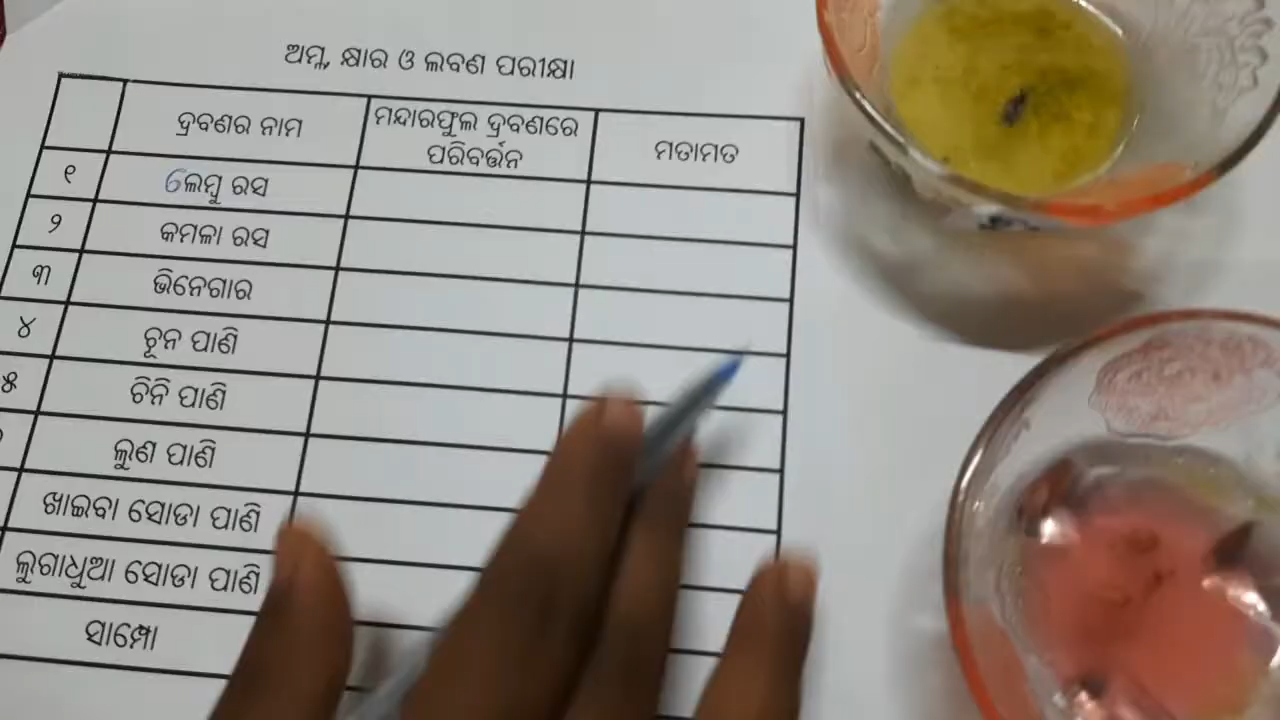 ଅମ୍ଳ, କ୍ଷାର ଓ ଲବଣ ପରୀକ୍ଷା
ଦ୍ରବଣର ନାମ ମନ୍ଦାରଫୁଲ ଦ୍ରବଣରେ ପରିବର୍ତ୍ତନ ମତାମତ
୧ ଲେମ୍ବୁ ରସ
୨ କମଳା ରସ
୩ ଭିନେଗାର
୪ ଚୂନ ପାଣି
୫ ଚିନି ପାଣି
ଲୁଣ ପାଣି
ଖାଇବା ସୋଡା ପାଣି
ଲୁଗାଧୁଆ ସୋଡା ପାଣି
ସାମ୍ପୋ